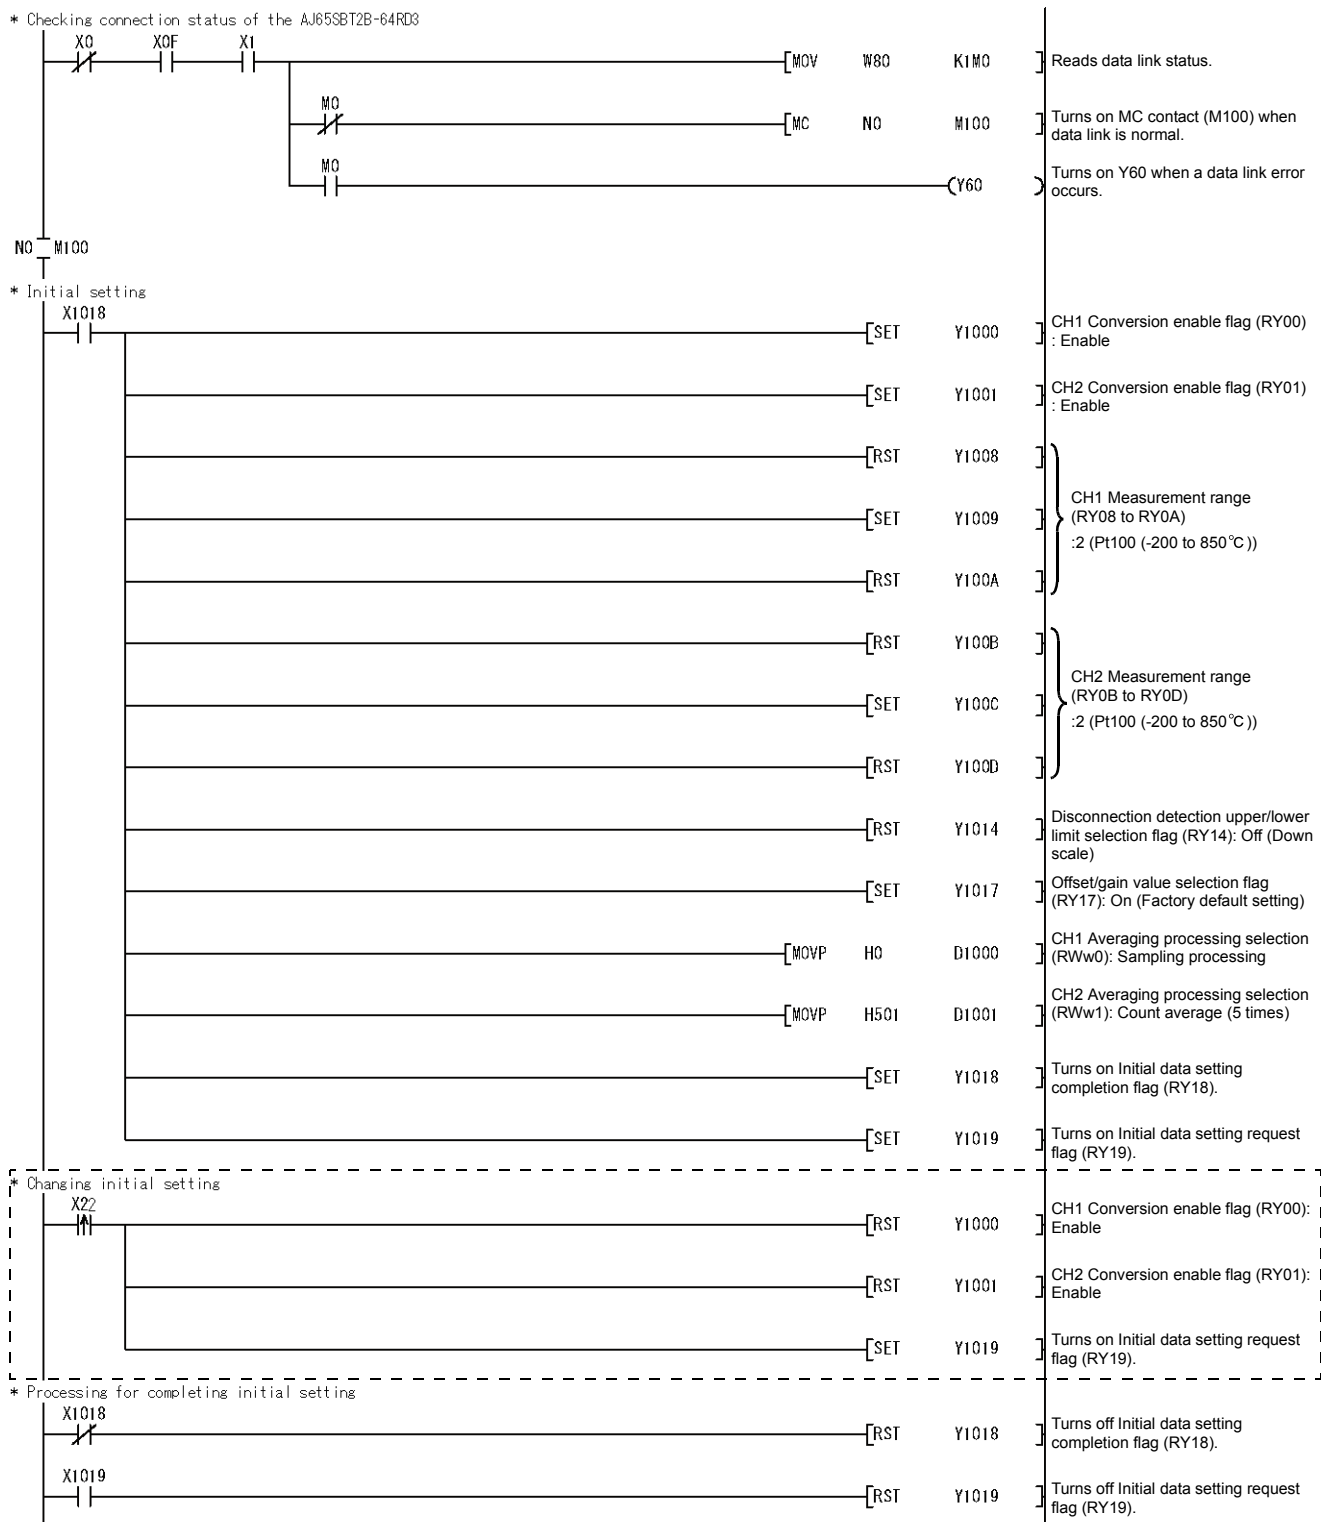 * Checking connection status of the AJ65SBT2B-64RD3
X0 X0F X1
MOV W80 K1M0
Reads data link status.
M0
MC N0 M100
Turns on MC contact (M100) when
data link is normal.
M0
Y60
Turns on Y60 when a data link error
occurs.
N0 M100
* Initial setting
X1018
SET Y1000
CH1 Conversion enable flag (RY00)
: Enable
SET Y1001
CH2 Conversion enable flag (RY01)
: Enable
RST Y1008
SET Y1009
RST Y100A
CH1 Measurement range
(RY08 to RY0A)
:2 (Pt100 (-200 to 850℃))
RST Y100B
SET Y100C
RST Y100D
CH2 Measurement range
(RY0B to RY0D)
:2 (Pt100 (-200 to 850℃))
RST Y1014
Disconnection detection upper/lower
limit selection flag (RY14): Off (Down
scale)
SET Y1017
Offset/gain value selection flag
(RY17): On (Factory default setting)
MOVP H0 D1000
CH1 Averaging processing selection
(RWw0): Sampling processing
MOVP H501 D1001
CH2 Averaging processing selection
(RWw1): Count average (5 times)
SET Y1018
Turns on Initial data setting
completion flag (RY18).
SET Y1019
Turns on Initial data setting request
flag (RY19).
* Changing initial setting
X22
RST Y1000
CH1 Conversion enable flag (RY00):
Enable
RST Y1001
CH2 Conversion enable flag (RY01):
Enable
SET Y1019
Turns on Initial data setting request
flag (RY19).
* Processing for completing initial setting
X1018
RST Y1018
Turns off Initial data setting
completion flag (RY18).
X1019
RST Y1019
Turns off Initial data setting request
flag (RY19).